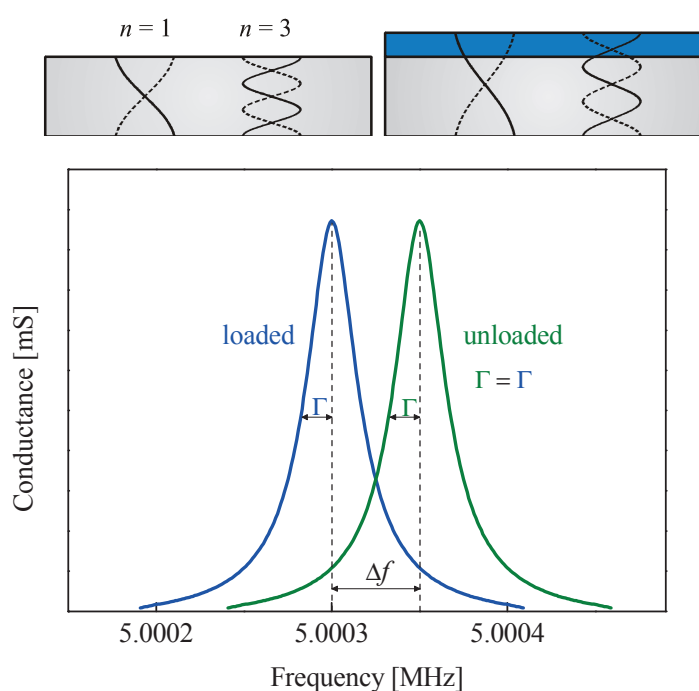 n = 1
n = 3
Conductance [mS]
loaded
unloaded
Γ = Γ
Γ
Γ
Δf
5.0002
5.0003
5.0004
Frequency [MHz]